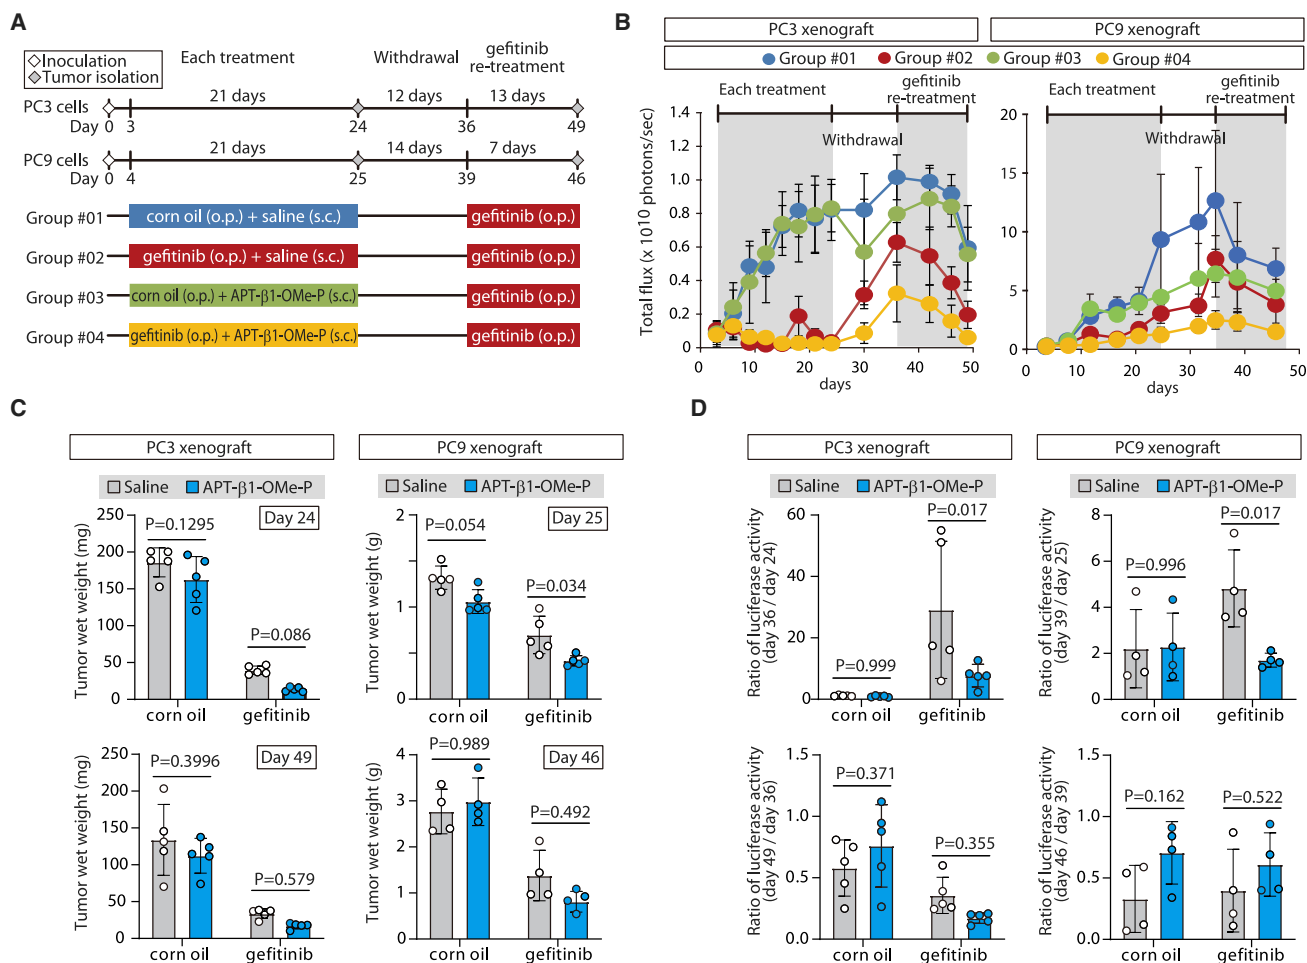 A
Inoculation
Tumor isolation
Each treatment
Withdrawal
gefitinib
re-treatment
PC3 cells
21 days
12 days
13 days
Day 0 3 24 36 49
PC9 cells
21 days
14 days
7 days
Day 0 4 25 39 46
Group #01 corn oil (o.p.) + saline (s.c.) gefitinib (o.p.)
Group #02 gefitinib (o.p.) + saline (s.c.) gefitinib (o.p.)
Group #03 corn oil (o.p.) + APT-β1-OMe-P (s.c.) gefitinib (o.p.)
Group #04 gefitinib (o.p.) + APT-β1-OMe-P (s.c.) gefitinib (o.p.)
B
PC3 xenograft
PC9 xenograft
Group #01 Group #02 Group #03 Group #04
Each treatment
gefitinib
re-treatment
Withdrawal
Total flux (x 1010 photons/sec)
1.4
1.2
1.0
0.8
0.6
0.4
0.2
0
0 10 20 30 40 50
days
Each treatment
gefitinib
re-treatment
Withdrawal
20
15
10
5
0
0 10 20 30 40 50
days
C
PC3 xenograft
Saline APT-β1-OMe-P
Day 24
Tumor wet weight (mg)
250
200
150
100
50
0
P=0.1295
P=0.086
corn oil gefitinib
PC9 xenograft
Saline APT-β1-OMe-P
Day 25
Tumor wet weight (g)
2
1
0
P=0.054
P=0.034
corn oil gefitinib
Day 49
Tumor wet weight (mg)
250
200
150
100
50
0
P=0.3996
P=0.579
corn oil gefitinib
Day 46
Tumor wet weight (g)
4
3
2
1
0
P=0.989
P=0.492
corn oil gefitinib
D
PC3 xenograft
Saline APT-β1-OMe-P
Ratio of luciferase activity
(day 36 / day 24)
60
40
20
0
P=0.999
P=0.017
corn oil gefitinib
PC9 xenograft
Saline APT-β1-OMe-P
Ratio of luciferase activity
(day 39 / day 25)
8
6
4
2
0
P=0.996
P=0.017
corn oil gefitinib
Ratio of luciferase activity
(day 49 / day 36)
1.5
1.0
0.5
0.0
P=0.371
P=0.355
corn oil gefitinib
Ratio of luciferase activity
(day 46 / day 39)
1.5
1.0
0.5
0.0
P=0.162
P=0.522
corn oil gefitinib